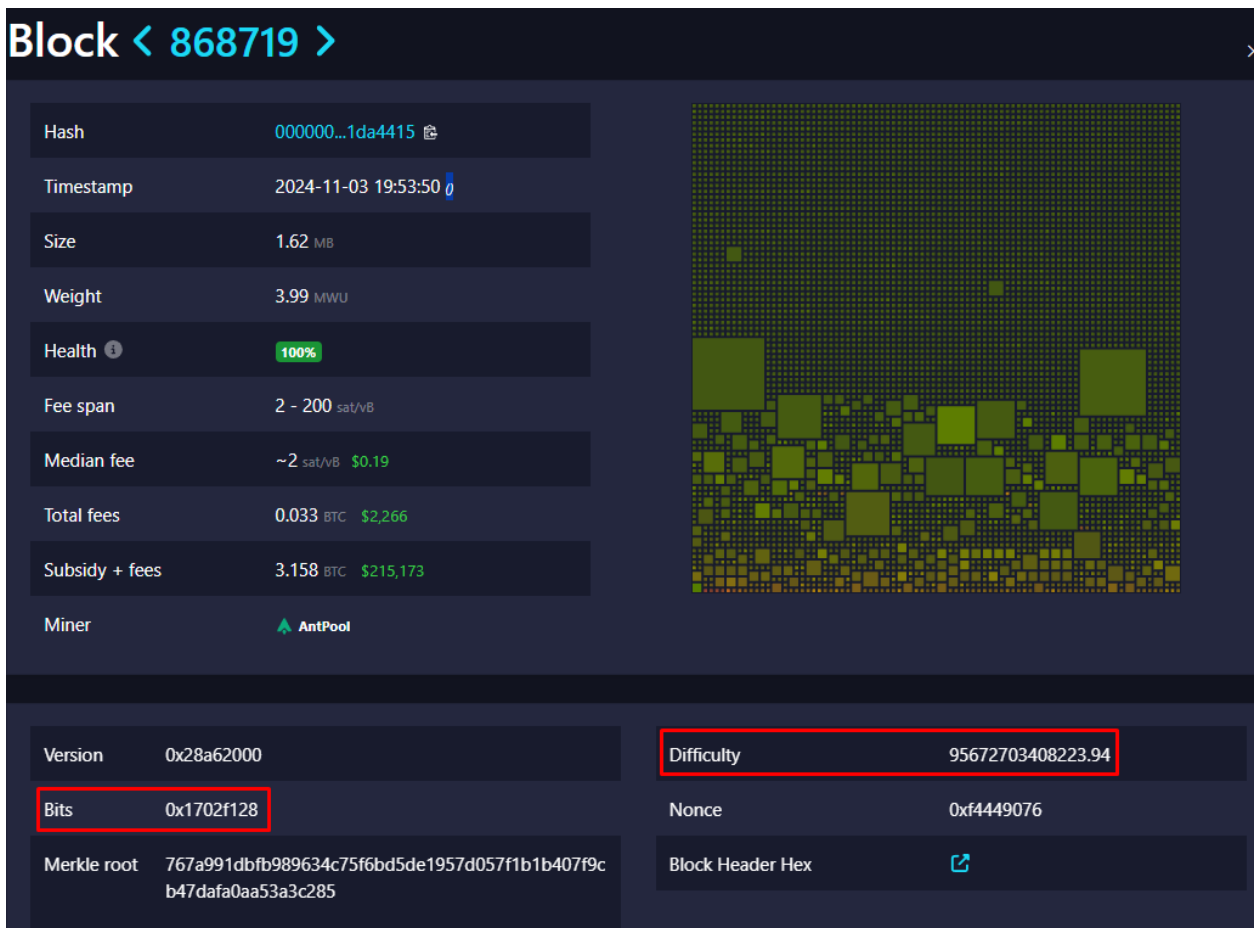 Block < 868719 >
Hash 000000...1da4415
Timestamp 2024-11-03 19:53:50 ()
Size 1.62 MB
Weight 3.99 MWU
Health 100%
Fee span 2 - 200 sat/vB
Median fee ~2 sat/vB $0.19
Total fees 0.033 BTC $2,266
Subsidy + fees 3.158 BTC $215,173
Miner AntPool
Version 0x28a62000
Bits 0x1702f128
Merkle root 767a991dbfb989634c75f6bd5de1957d057f1b1b407f9c
b47dafa0aa53a3c285
Difficulty 95672703408223.94
Nonce 0xf4449076
Block Header Hex